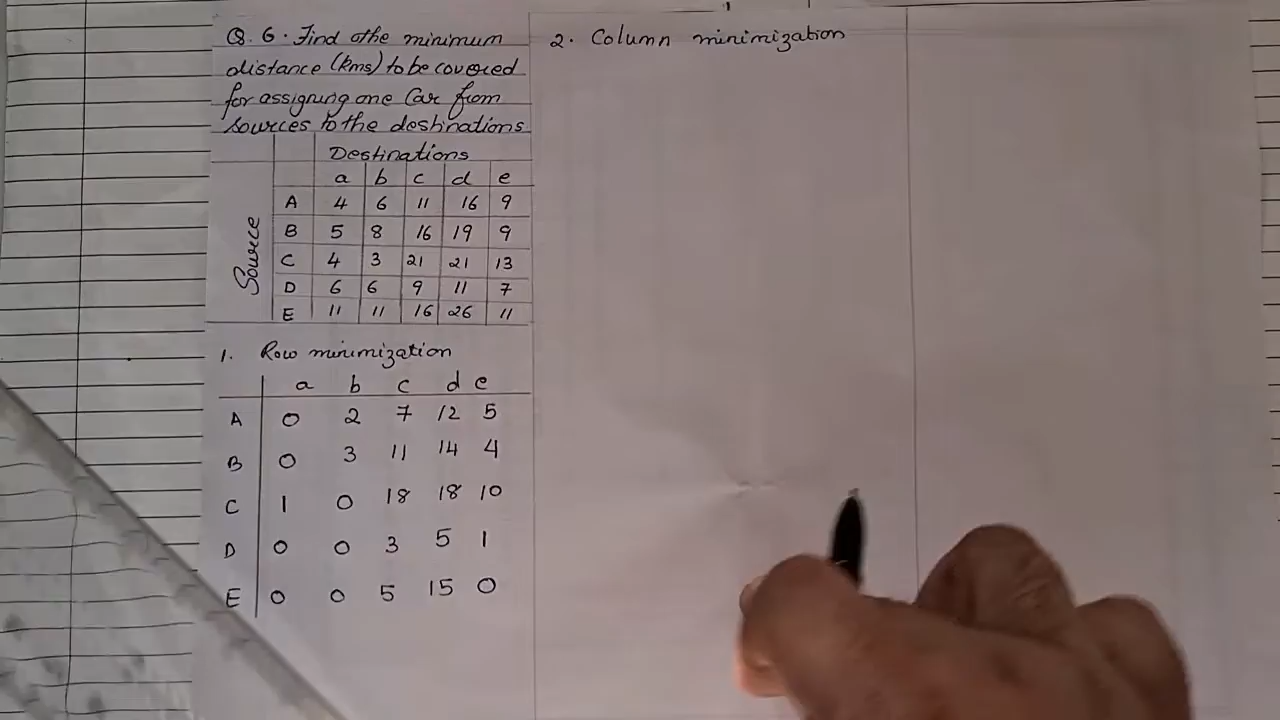 Q. 6. Find the minimum
distance (kms) to be covered
for assigning one Car from
sources to the destinations
Destinations
a b c d e
Source
A 4 6 11 16 9
B 5 8 16 19 9
C 4 3 21 21 13
D 6 6 9 11 7
E 11 11 16 26 11
1. Row minimization
a b c d e
A 0 2 7 12 5
B 0 3 11 14 4
C 1 0 18 18 10
D 0 0 3 5 1
E 0 0 5 15 0
2. Column minimization